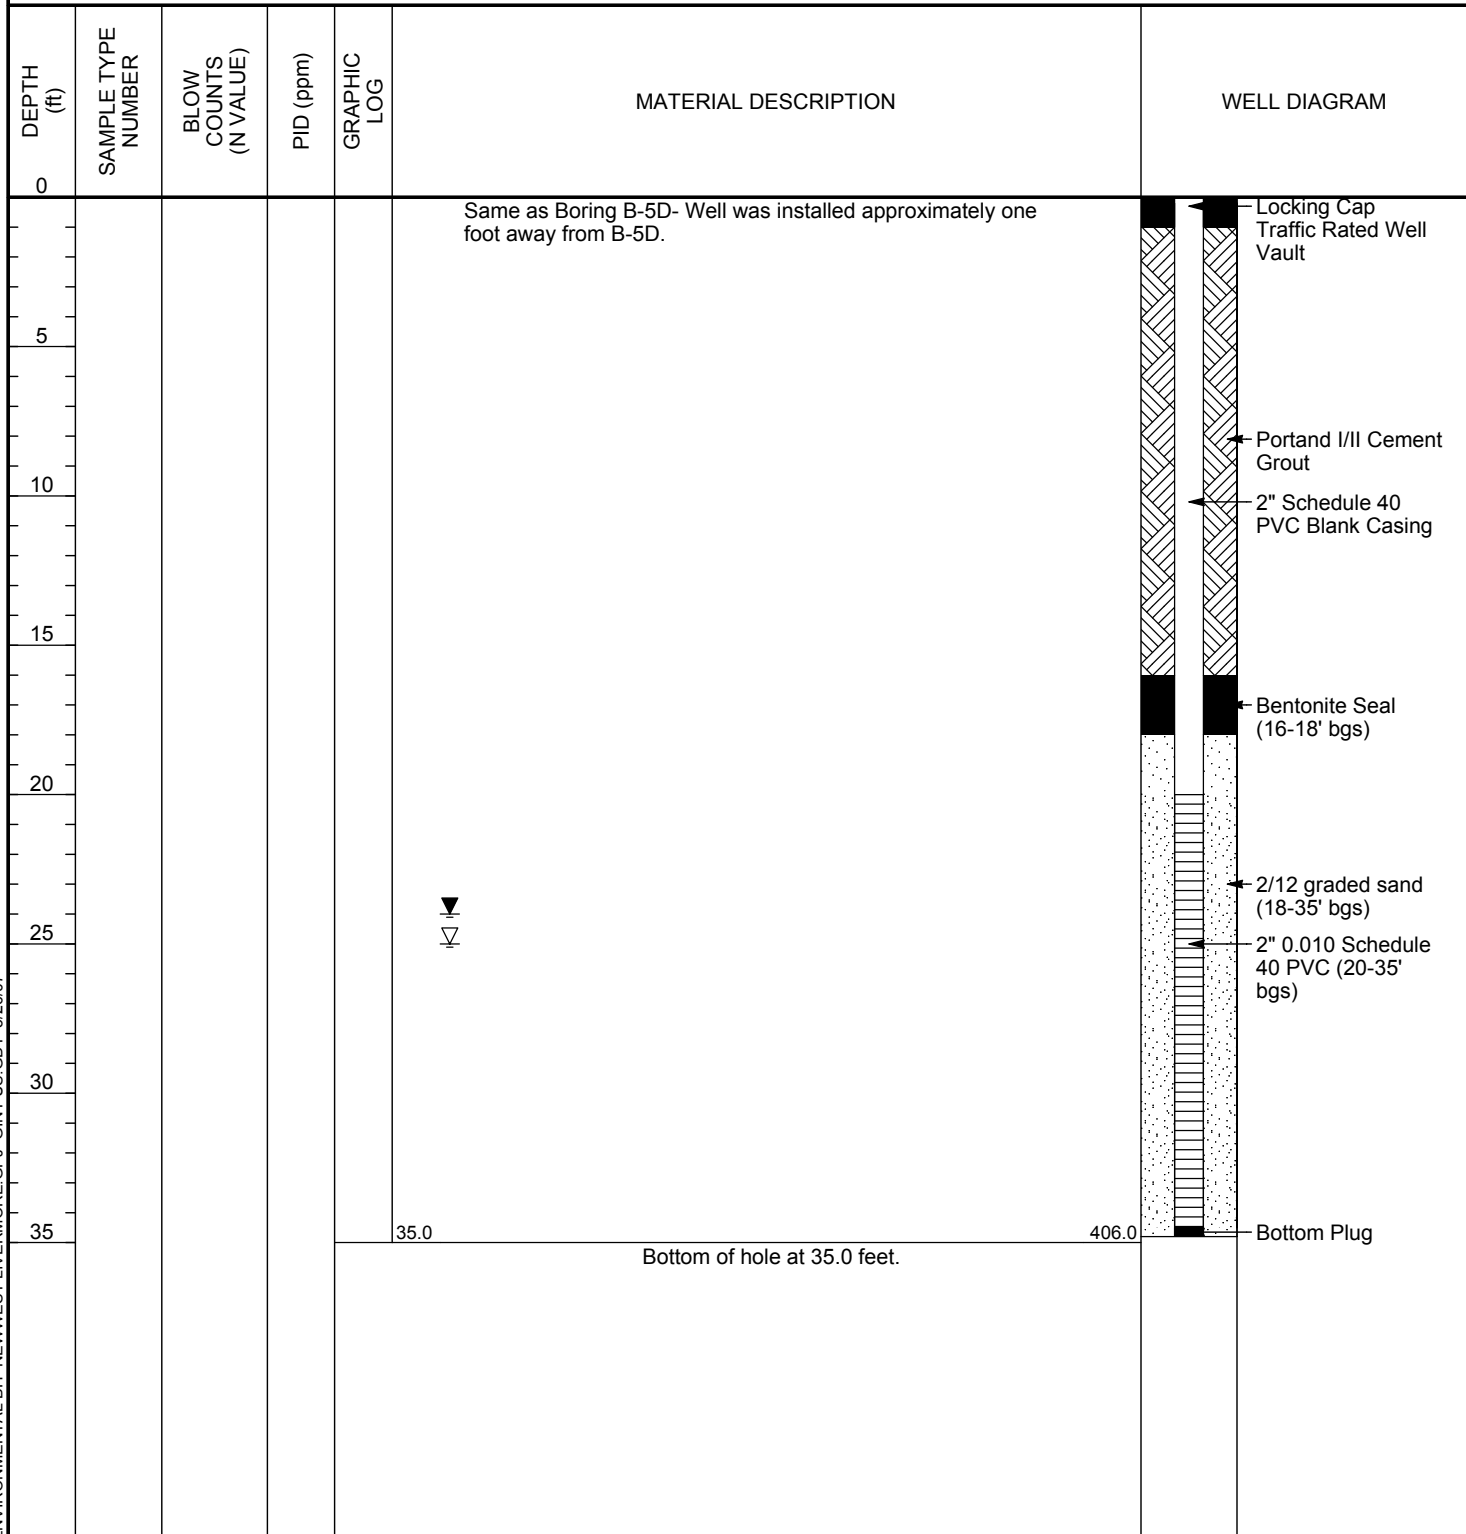 DEPTH
(ft)
SAMPLE TYPE
NUMBER
BLOW
COUNTS
(N VALUE)
PID (ppm)
GRAPHIC
LOG
MATERIAL DESCRIPTION
WELL DIAGRAM
0
Same as Boring B-5D- Well was installed approximately one
foot away from B-5D.
Locking Cap
Traffic Rated Well
Vault
5
Portand I/II Cement
Grout
10
2" Schedule 40
PVC Blank Casing
15
Bentonite Seal
(16-18' bgs)
20
2/12 graded sand
(18-35' bgs)
25
2" 0.010 Schedule
40 PVC (20-35'
bgs)
30
35
35.0
406.0
Bottom Plug
Bottom of hole at 35.0 feet.